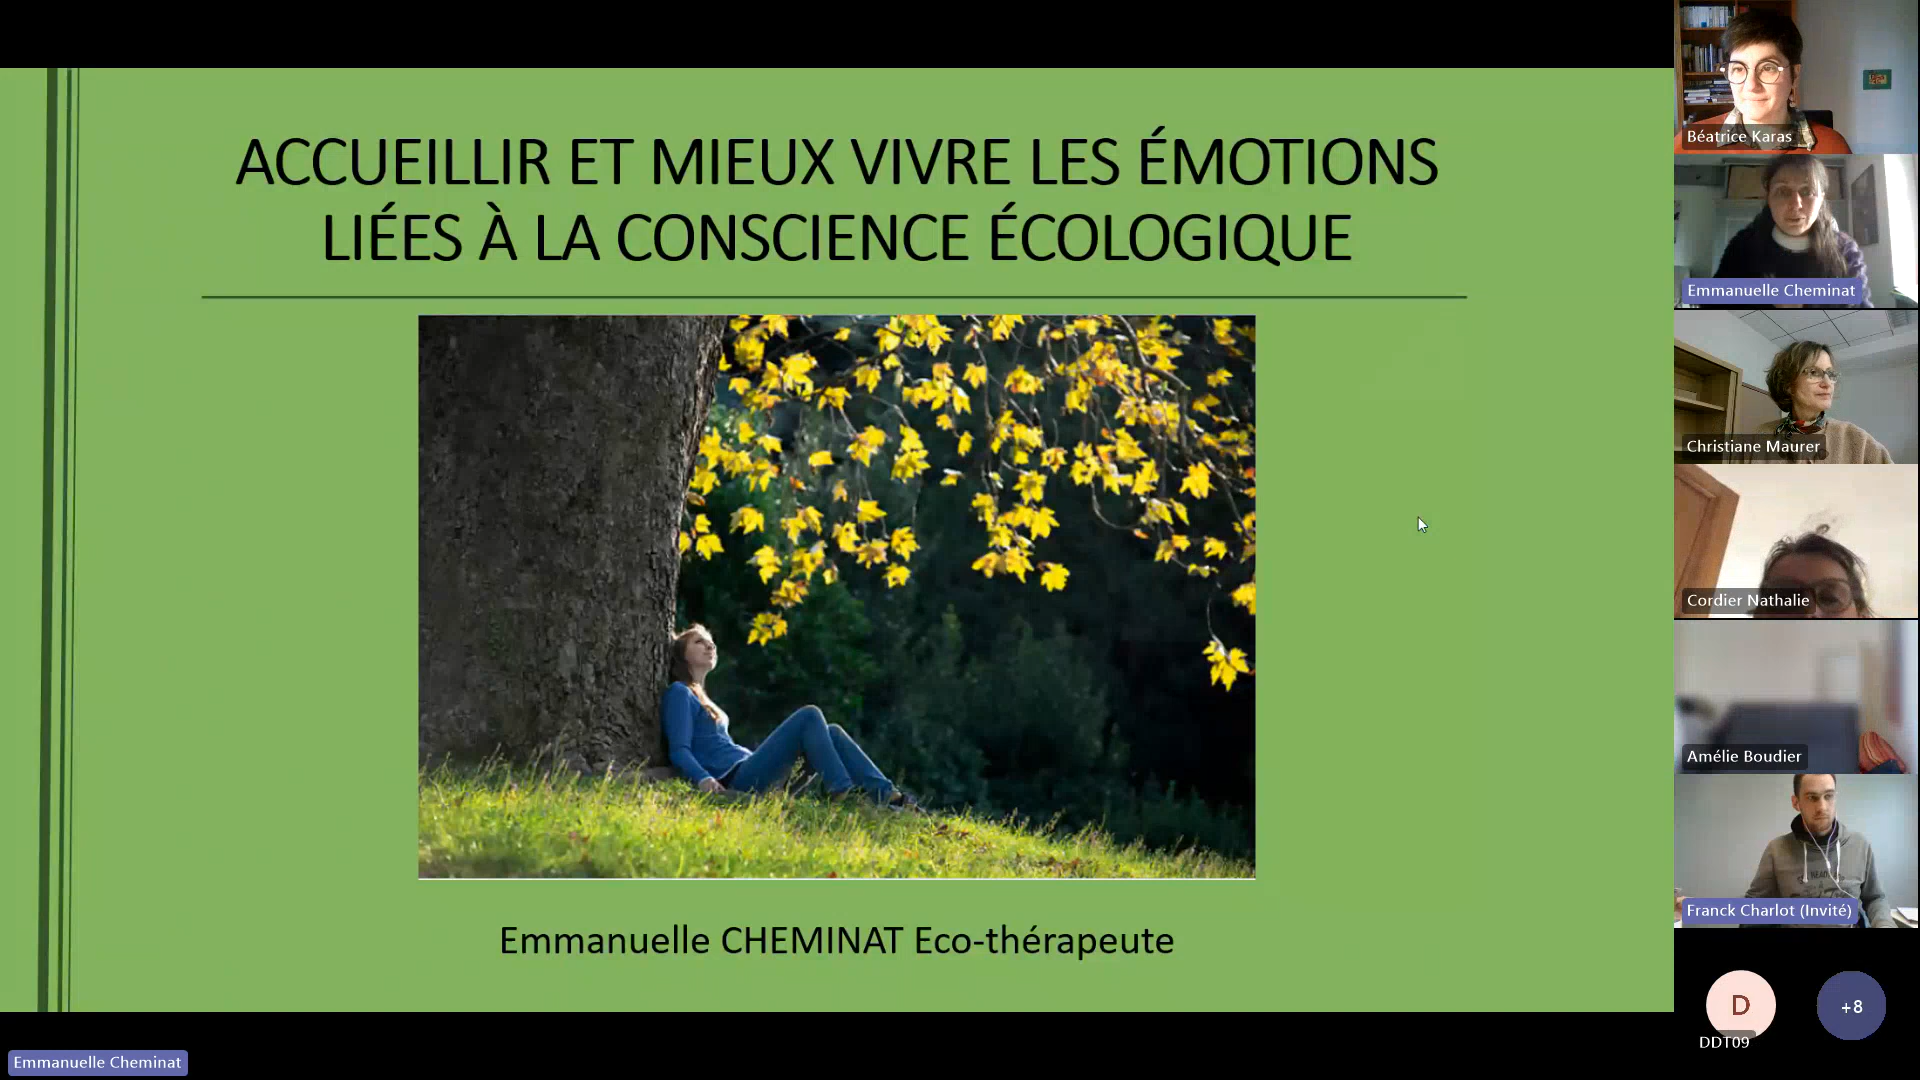 ACCUEILLIR ET MIEUX VIVRE LES ÉMOTIONS
LIÉES À LA CONSCIENCE ÉCOLOGIQUE
Emmanuelle CHEMINAT Eco-thérapeute
Emmanuelle Cheminat
Béatrice Karas
Emmanuelle Cheminat
Christiane Maurer
Cordier Nathalie
Amélie Boudier
Franck Charlot (Invité)
D
DDT09
+8